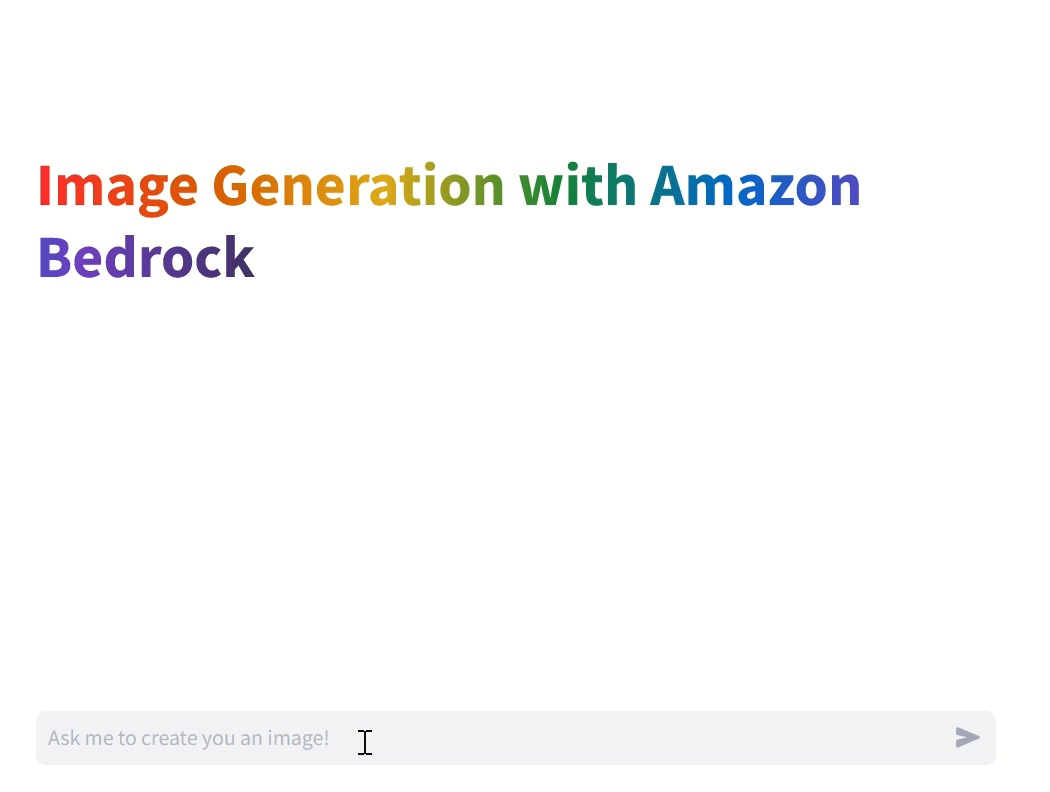 Image Generation with Amazon
Bedrock
Ask me to create you an image!